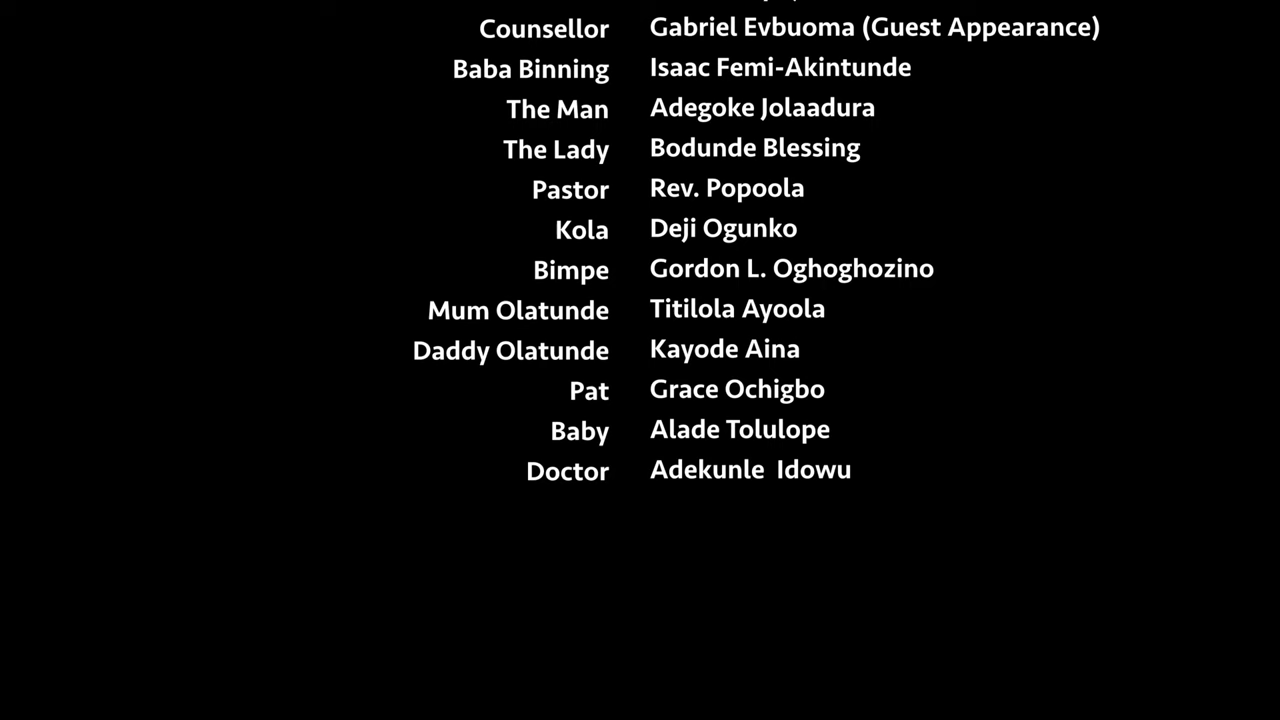 Counsellor Gabriel Evbuoma (Guest Appearance)
Baba Binning Isaac Femi-Akintunde
The Man Adegoke Jolaadura
The Lady Bodunde Blessing
Pastor Rev. Popoola
Kola Deji Ogunko
Bimpe Gordon L. Oghoghozino
Mum Olatunde Titilola Ayoola
Daddy Olatunde Kayode Aina
Pat Grace Ochigbo
Baby Alade Tolulope
Doctor Adekunle Idowu